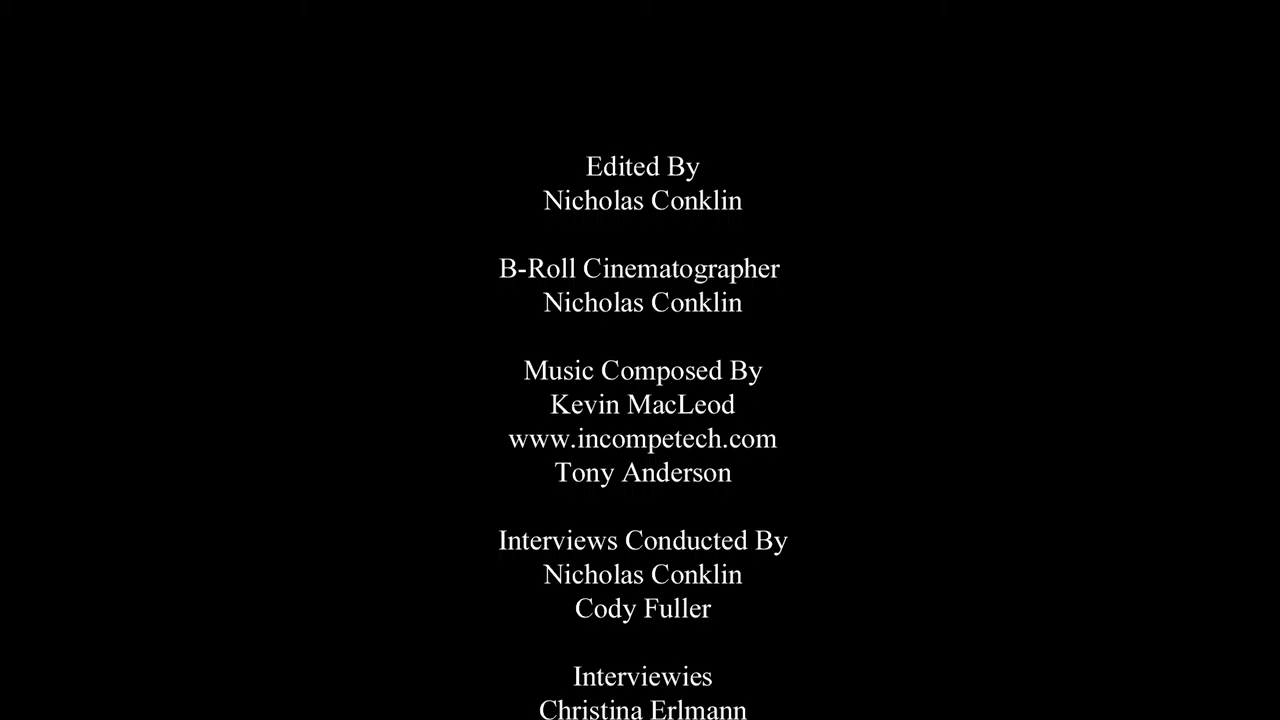 Edited By
Nicholas Conklin
B-Roll Cinematographer
Nicholas Conklin
Music Composed By
Kevin MacLeod
www.incompetech.com
Tony Anderson
Interviews Conducted By
Nicholas Conklin
Cody Fuller
Interviewies
Christina Erlmann